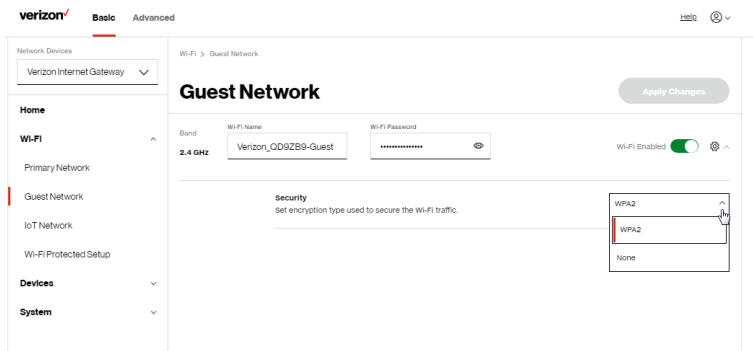 verizon
Basic
Advanced
Help
Network Devices
Verizon Internet Gateway
Home
Wi-Fi
Primary Network
Guest Network
IoT Network
Wi-Fi Protected Setup
Devices
System
Wi-Fi > Guest Network
Guest Network
Apply Changes
Band
2.4 GHz
Wi-Fi Name
Verizon_QD9ZB9-Guest
Wi-Fi Password
•••••••••••••••
Wi-Fi Enabled
Security
Set encryption type used to secure the Wi-Fi traffic.
WPA2
WPA2
None